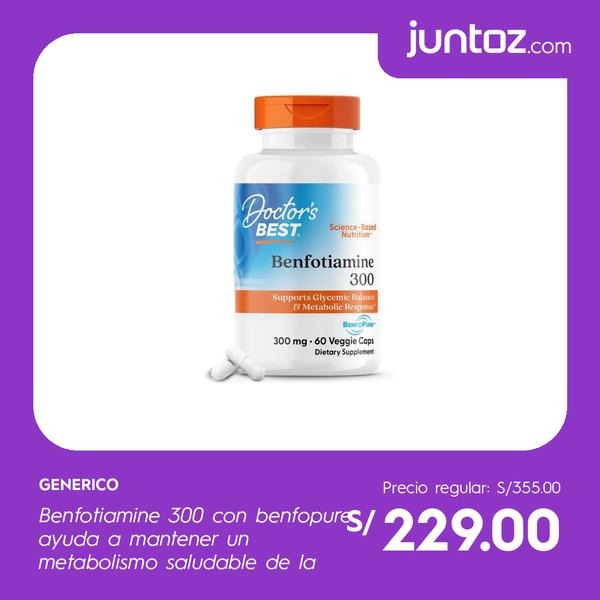 juntoz.com
Doctor's
BEST
Science-Based
Nutrition™
Benfotiamine
300
Supports Glycemic Balance
& Metabolic Response*
BENFOPURE™
300 mg • 60 Veggie Caps
Dietary Supplement
GENERICO
Precio regular: S/355.00
Benfotiamine 300 con benfopure
ayuda a mantener un
metabolismo saludable de la
S/ 229.00